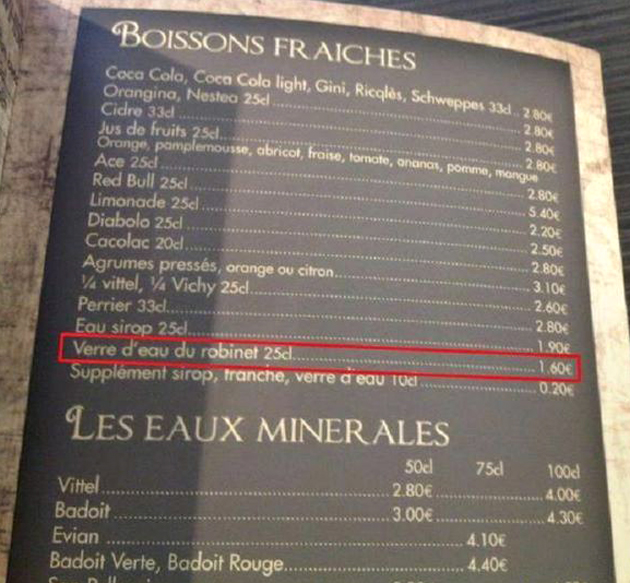 BOISSONS FRAICHES
Coca Cola, Coca Cola light, Gini, Ricqlès, Schweppes 33cl .. 2.80€
Orangina, Nestea 25cl ........ 2.80€
Cidre 33cl ........ 2.80€
Jus de fruits 25cl ........ 2.80€
Orange, pamplemousse, abricot, fraise, tomate, ananas, pomme, mangue
Ace 25cl ........ 2.80€
Red Bull 25cl ........ 5.40€
Limonade 25cl ........ 2.20€
Diabolo 25cl ........ 2.50€
Cacolac 20cl ........ 2.80€
Agrumes pressés, orange ou citron ........ 3.10€
¼ vittel, ¼ Vichy 25cl ........ 2.60€
Perrier 33cl ........ 2.80€
Eau sirop 25cl ........ 1.90€
Verre d'eau du robinet 25cl ........ 1.60€
Supplément sirop, tranche, verre d'eau 10cl ........ 0.20€
LES EAUX MINERALES
50cl 75cl 100cl
Vittel ........ 2.80€ ........ 4.00€
Badoit ........ 3.00€ ........ 4.30€
Evian ........ 4.10€
Badoit Verte, Badoit Rouge ........ 4.40€